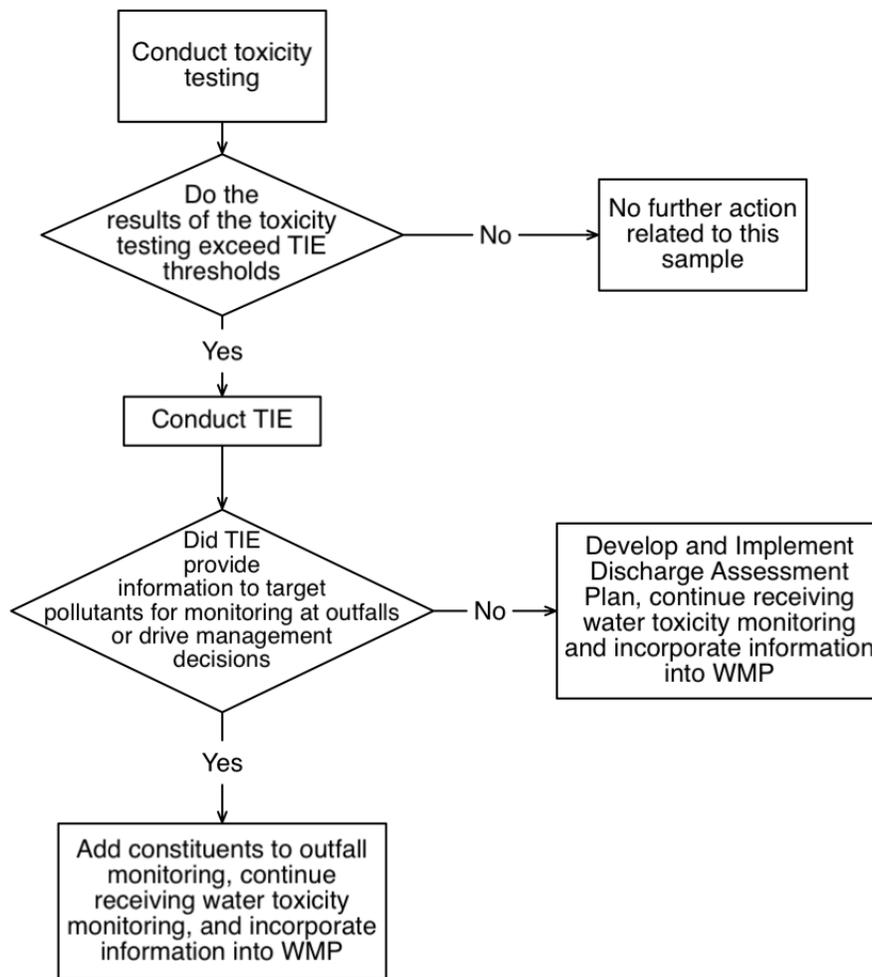 Conduct toxicity
testing
Do the
results of the toxicity
testing exceed TIE
thresholds
No
No further action
related to this
sample
Yes
Conduct TIE
Did TIE
provide
information to target
pollutants for monitoring at outfalls
or drive management
decisions
No
Develop and Implement
Discharge Assessment
Plan, continue receiving
water toxicity monitoring
and incorporate information
into WMP
Yes
Add constituents to outfall
monitoring, continue
receiving water toxicity
monitoring, and incorporate
information into WMP